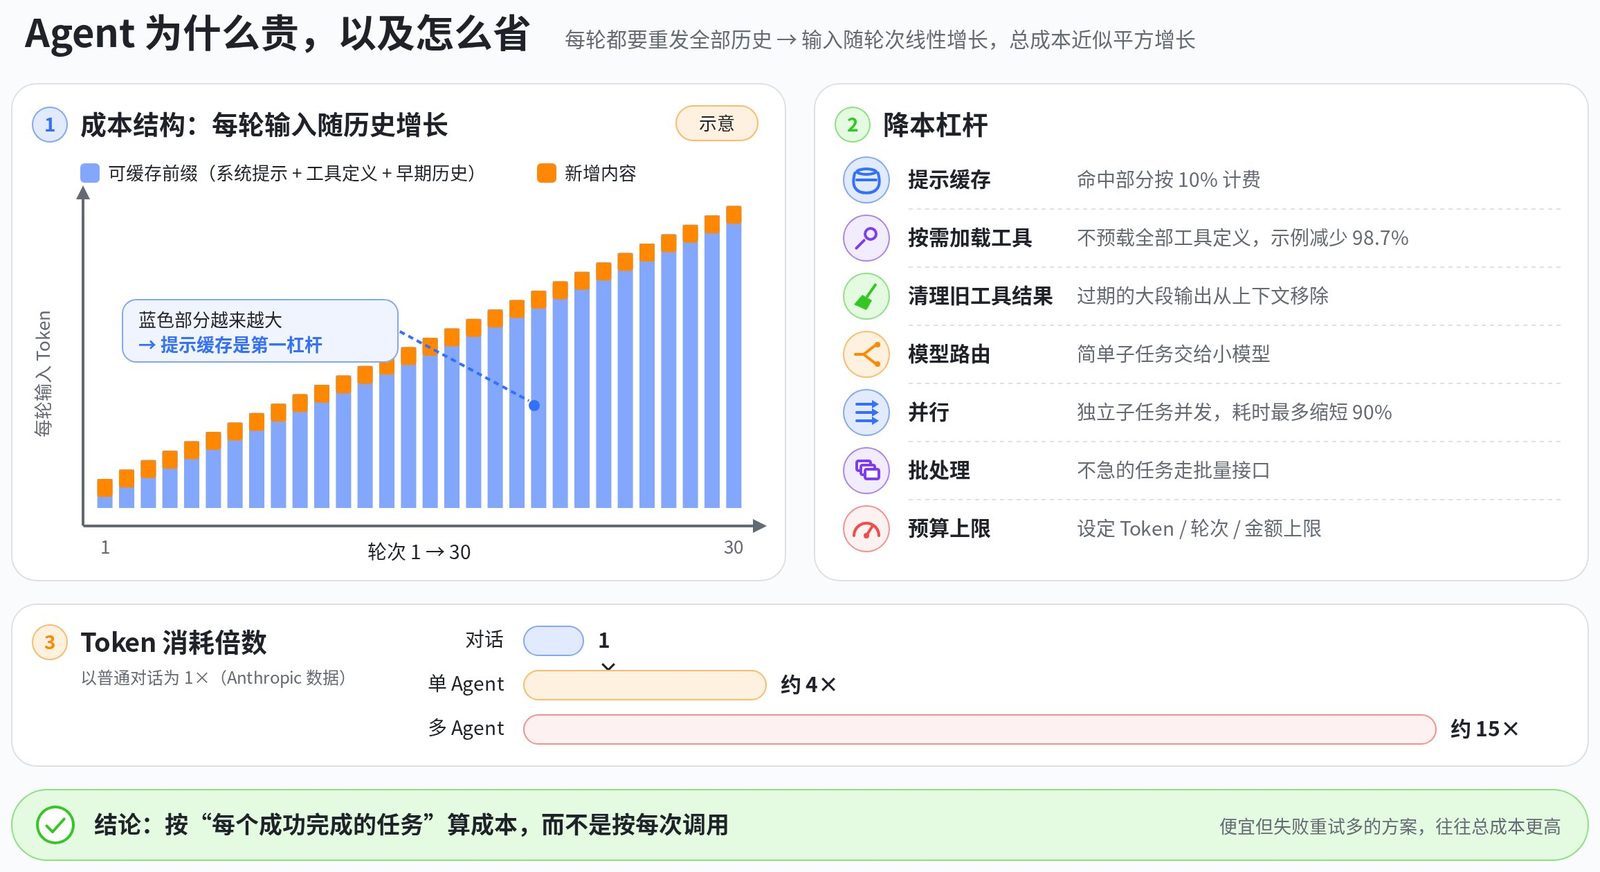 Agent 为什么贵，以及怎么省
每轮都要重发全部历史 → 输入随轮次线性增长，总成本近似平方增长
1 成本结构：每轮输入随历史增长
示意
可缓存前缀（系统提示 + 工具定义 + 早期历史）
新增内容
蓝色部分越来越大
→ 提示缓存是第一杠杆
每轮输入 Token
1
轮次 1 → 30
30
2 降本杠杆
提示缓存 命中部分按 10% 计费
按需加载工具 不预载全部工具定义，示例减少 98.7%
清理旧工具结果 过期的大段输出从上下文移除
模型路由 简单子任务交给小模型
并行 独立子任务并发，耗时最多缩短 90%
批处理 不急的任务走批量接口
预算上限 设定 Token / 轮次 / 金额上限
3 Token 消耗倍数
以普通对话为 1×（Anthropic 数据）
对话 1
×
单 Agent 约 4×
多 Agent 约 15×
结论：按“每个成功完成的任务”算成本，而不是按每次调用
便宜但失败重试多的方案，往往总成本更高